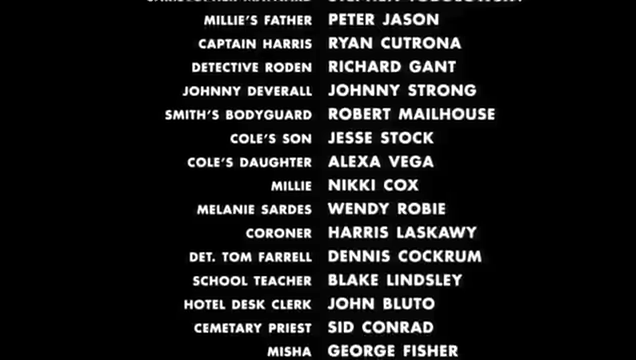 MILLIE'S FATHER PETER JASON
CAPTAIN HARRIS RYAN CUTRONA
DETECTIVE RODEN RICHARD GANT
JOHNNY DEVERALL JOHNNY STRONG
SMITH'S BODYGUARD ROBERT MAILHOUSE
COLE'S SON JESSE STOCK
COLE'S DAUGHTER ALEXA VEGA
MILLIE NIKKI COX
MELANIE SARDES WENDY ROBIE
CORONER HARRIS LASKAWY
DET. TOM FARRELL DENNIS COCKRUM
SCHOOL TEACHER BLAKE LINDSLEY
HOTEL DESK CLERK JOHN BLUTO
CEMETARY PRIEST SID CONRAD
MISHA GEORGE FISHER